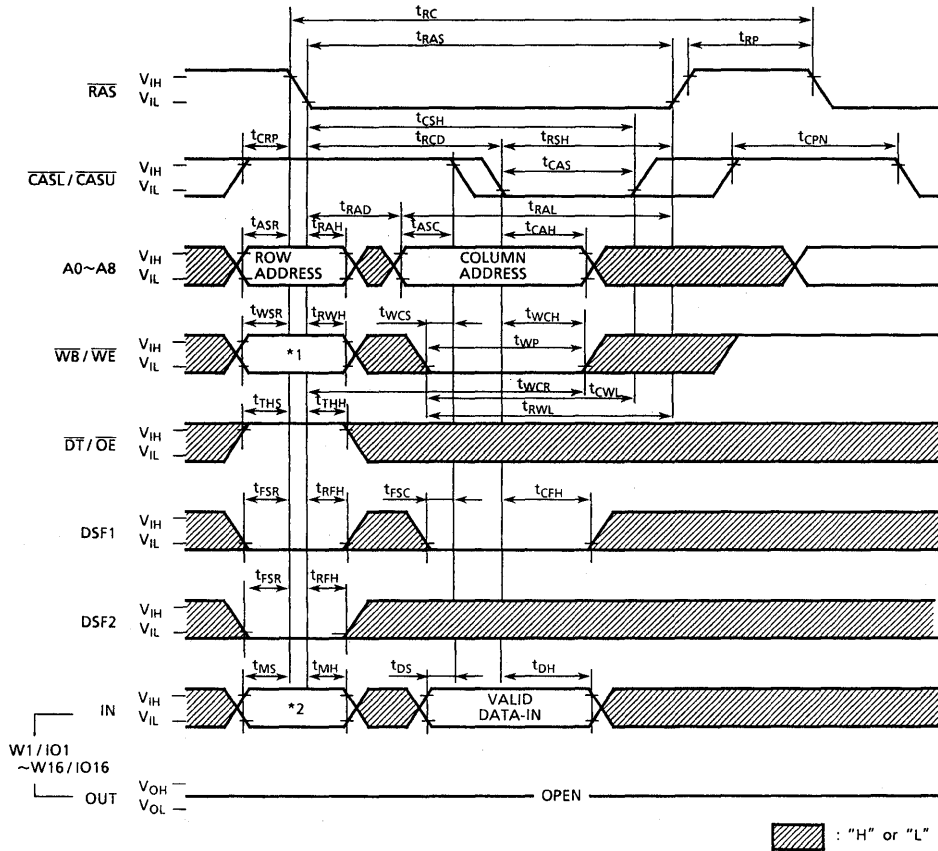 tRC
tRAS
tRP
RAS
VIH
VIL
tCSH
tCRP
tRCD
tRSH
tCPN
CASL / CASU
VIH
VIL
tCAS
tRAD
tRAL
tASR
tRAH
tASC
tCAH
A0~A8
VIH
VIL
ROW ADDRESS
COLUMN ADDRESS
tWSR
tRWH
tWCS
tWCH
WB / WE
VIH
VIL
*1
tWP
tWCR
tCWL
tRWL
tTHS
tTHH
DT / OE
VIH
VIL
tFSR
tRFH
tFSC
tCFH
DSF1
VIH
VIL
tFSR
tRFH
DSF2
VIH
VIL
tMS
tMH
tDS
tDH
IN
VIH
VIL
*2
VALID DATA-IN
W1 / IO1
~W16 / IO16
OUT
VOH
VOL
OPEN
: "H" or "L"